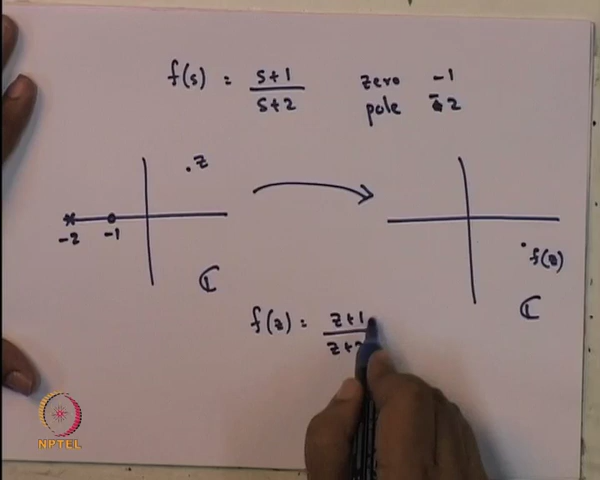 f(s) = s+1 / s+2
zero -1
pole -2
.z
-2 -1
ℂ
f(z)
ℂ
f(z) = z+1 / z+
NPTEL